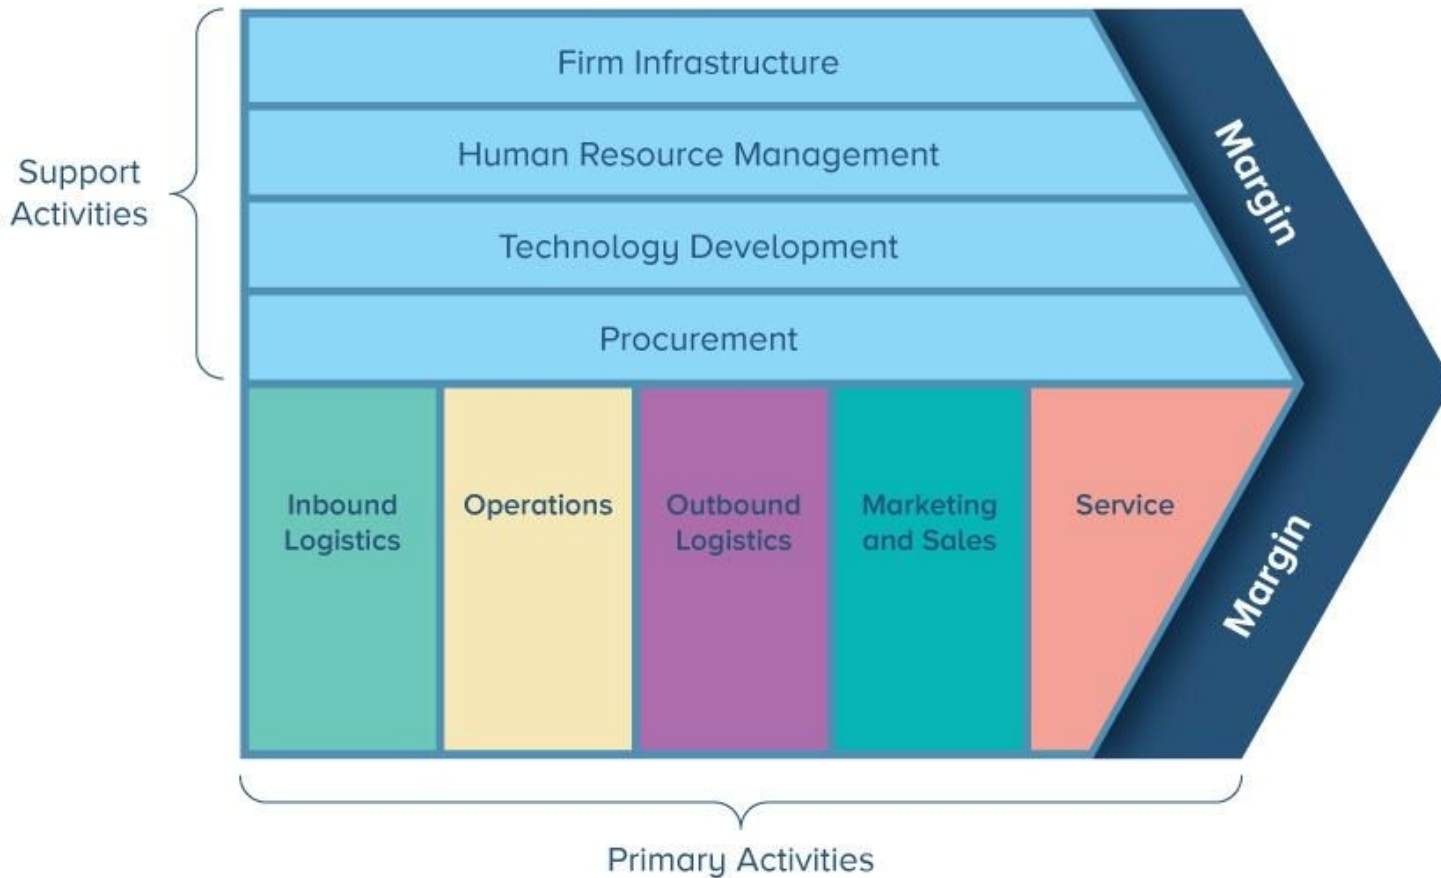 Support
Activities
Firm Infrastructure
Human Resource Management
Technology Development
Procurement
Margin
Inbound
Logistics
Operations
Outbound
Logistics
Marketing
and Sales
Service
Margin
Primary Activities